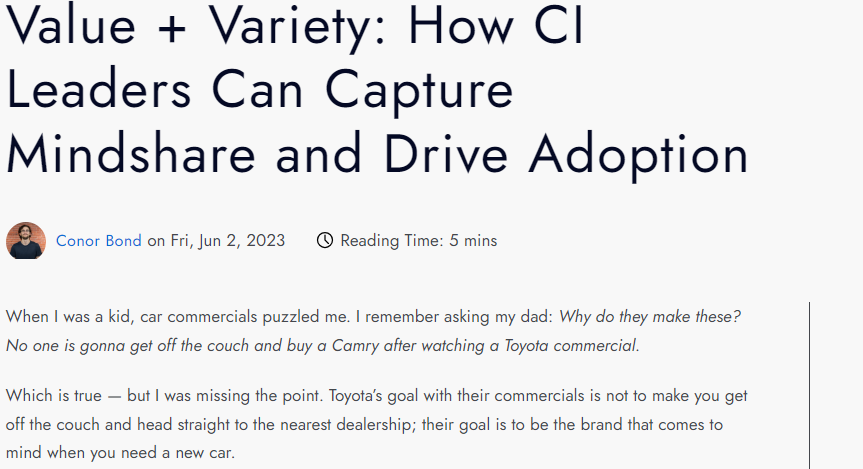 Value + Variety: How CI
Leaders Can Capture
Mindshare and Drive Adoption
Conor Bond on Fri, Jun 2, 2023 Reading Time: 5 mins
When I was a kid, car commercials puzzled me. I remember asking my dad: Why do they make these?
No one is gonna get off the couch and buy a Camry after watching a Toyota commercial.
Which is true — but I was missing the point. Toyota's goal with their commercials is not to make you get
off the couch and head straight to the nearest dealership; their goal is to be the brand that comes to
mind when you need a new car.